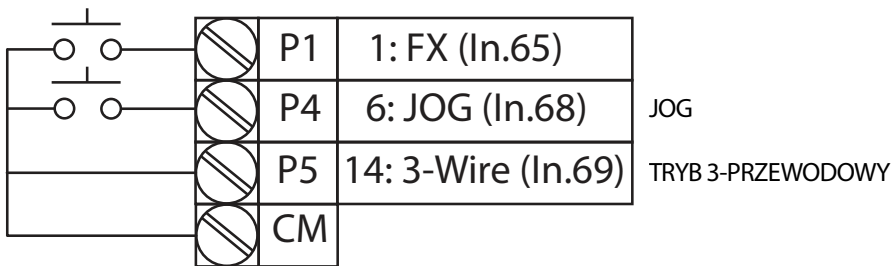 P1 1: FX (In.65)
P4 6: JOG (In.68) JOG
P5 14: 3-Wire (In.69) TRYB 3-PRZEWODOWY
CM